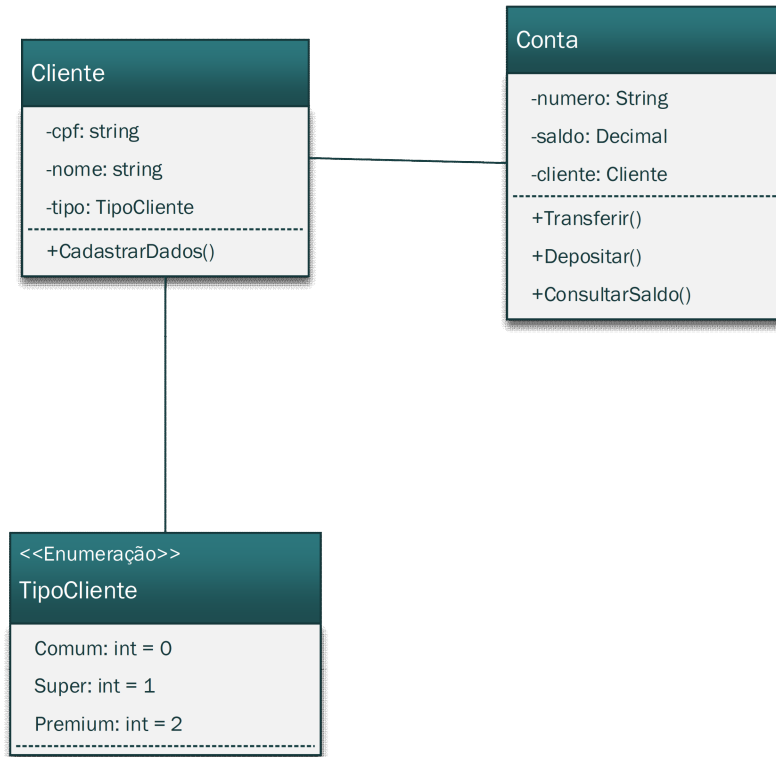 Cliente
-cpf: string
-nome: string
-tipo: TipoCliente
+CadastrarDados()
Conta
-numero: String
-saldo: Decimal
-cliente: Cliente
+Transferir()
+Depositar()
+ConsultarSaldo()
<<Enumeração>>
TipoCliente
Comum: int = 0
Super: int = 1
Premium: int = 2